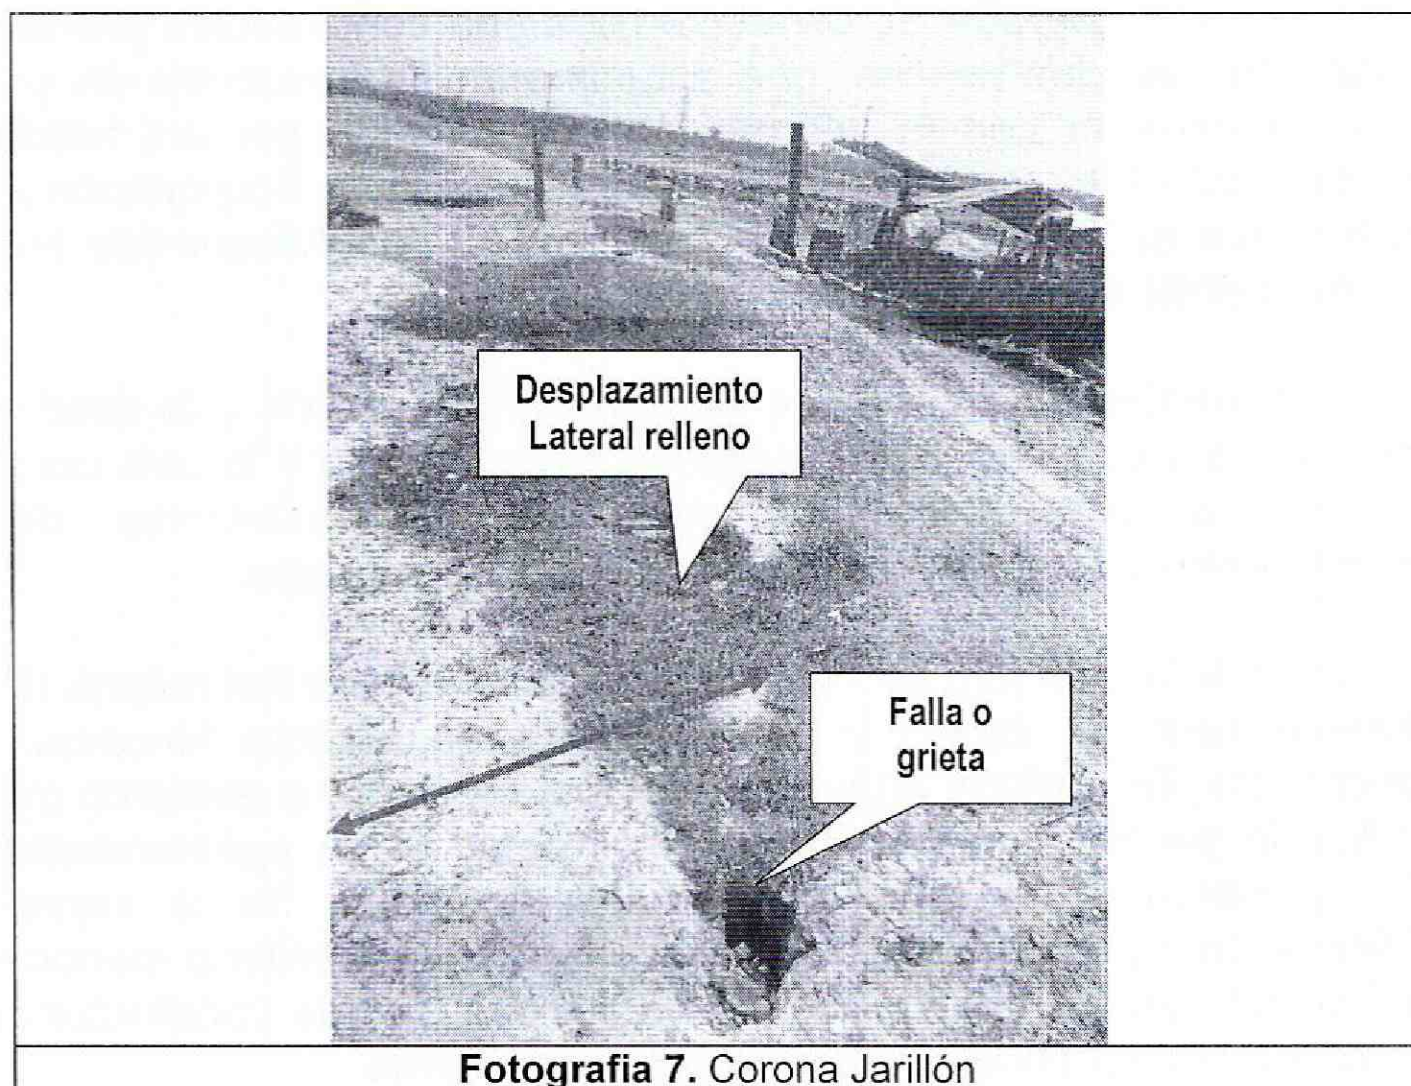 Desplazamiento
Lateral relleno
Falla o
grieta
Fotografia 7. Corona Jarillón